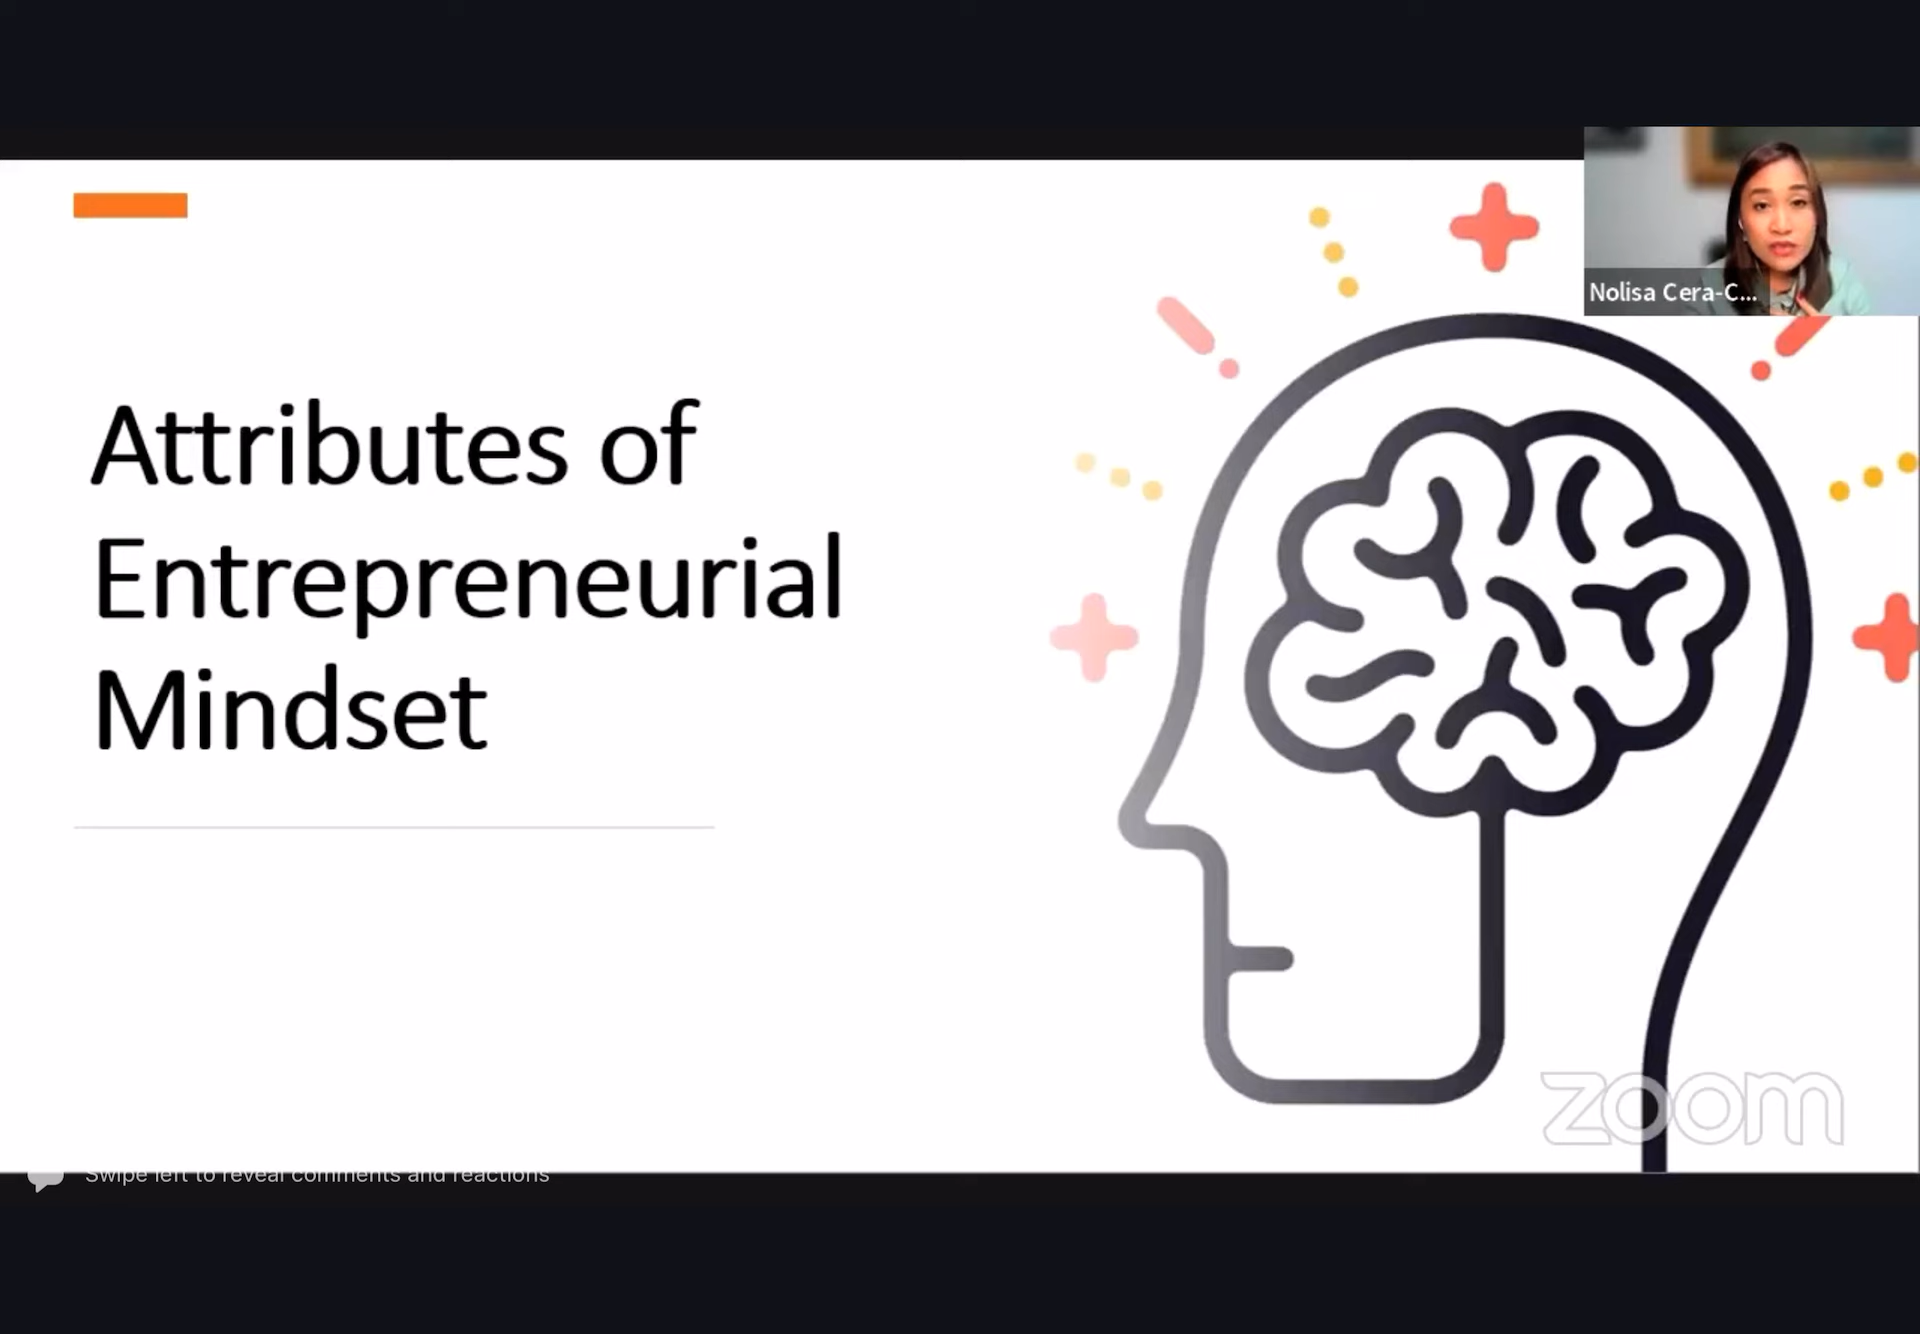 Nolisa Cera-C...
Attributes of
Entrepreneurial
Mindset
zoom
Swipe left to reveal comments and reactions